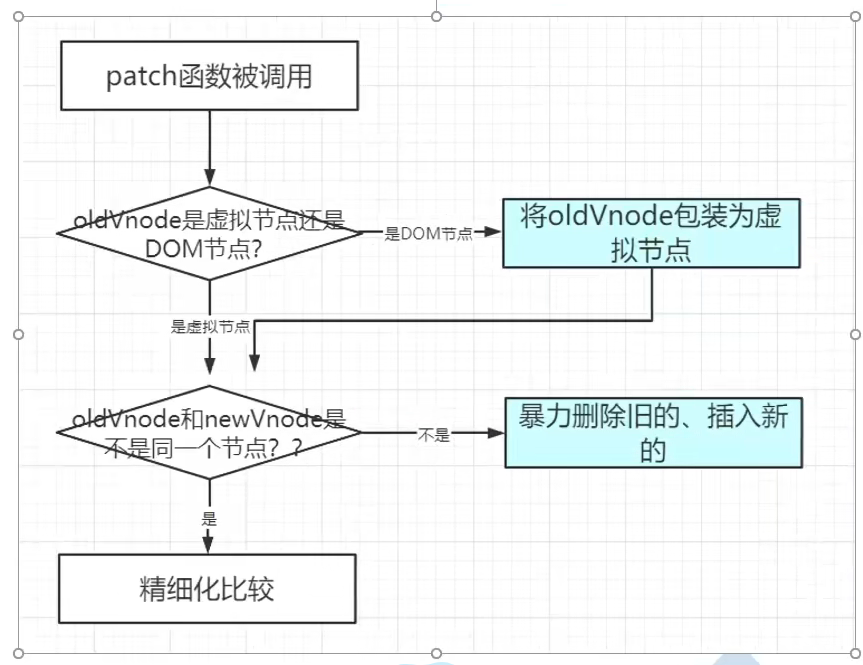 patch函数被调用
oldVnode是虚拟节点还是
DOM节点?
是DOM节点
将oldVnode包装为虚
拟节点
是虚拟节点
oldVnode和newVnode是
不是同一个节点? ?
不是
暴力删除旧的、插入新
的
是
精细化比较